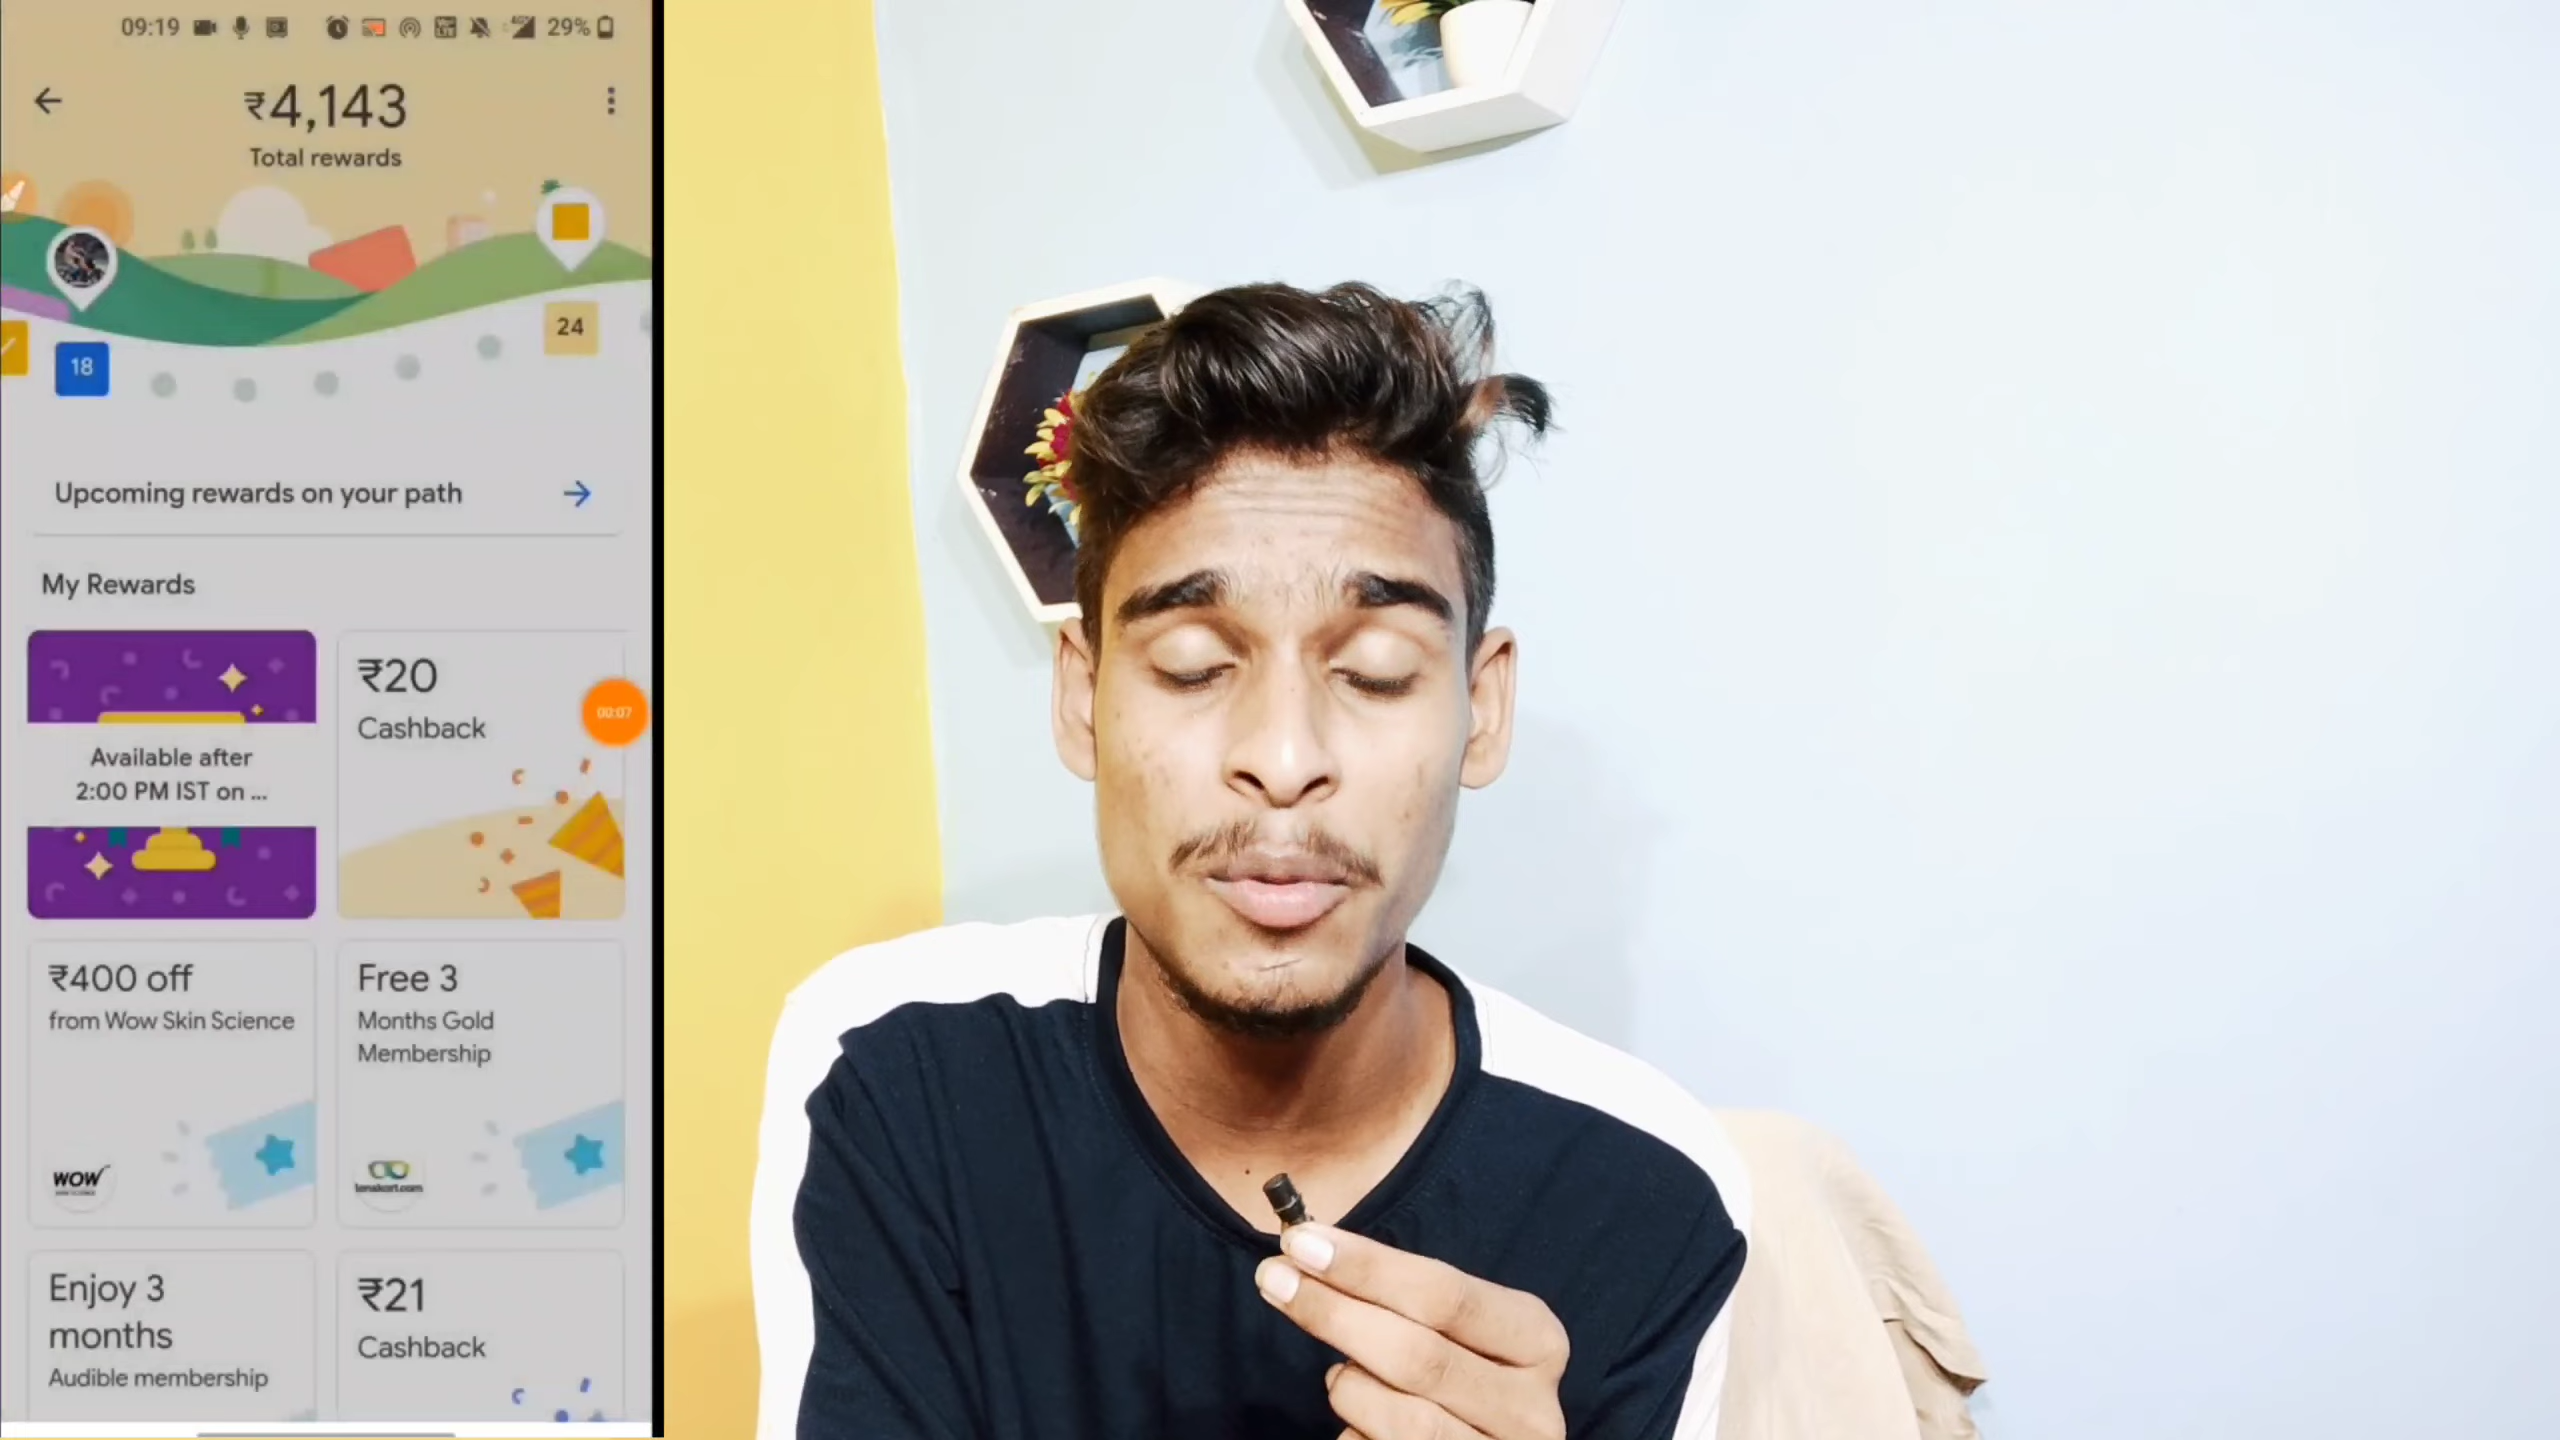 09:19
29%
₹4,143
Total rewards
24
18
Upcoming rewards on your path
My Rewards
Available after
2:00 PM IST on ...
₹20
Cashback
00:07
₹400 off
from Wow Skin Science
WOW
Free 3
Months Gold
Membership
lenskart.com
Enjoy 3
months
Audible membership
₹21
Cashback